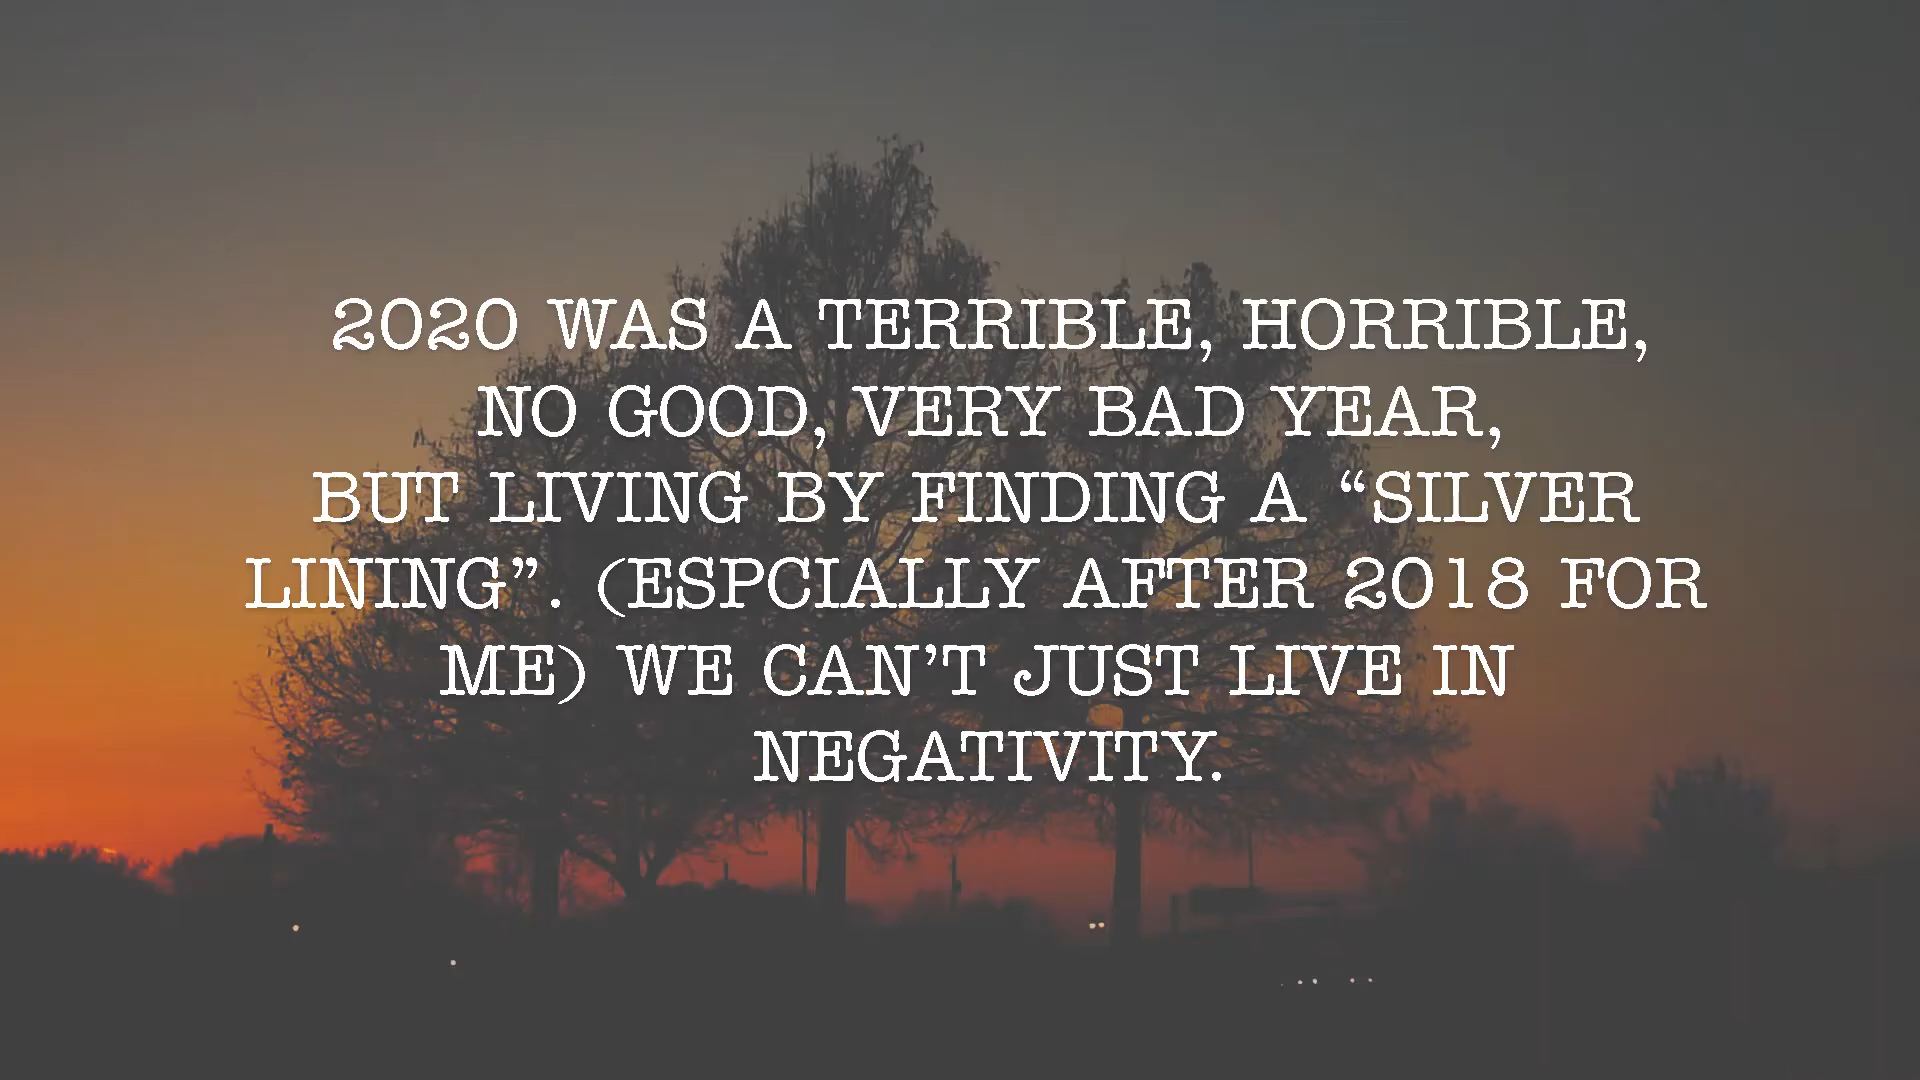 2020 WAS A TERRIBLE, HORRIBLE,
NO GOOD, VERY BAD YEAR,
BUT LIVING BY FINDING A “SILVER
LINING”. (ESPCIALLY AFTER 2018 FOR
ME) WE CAN’T JUST LIVE IN
NEGATIVITY.